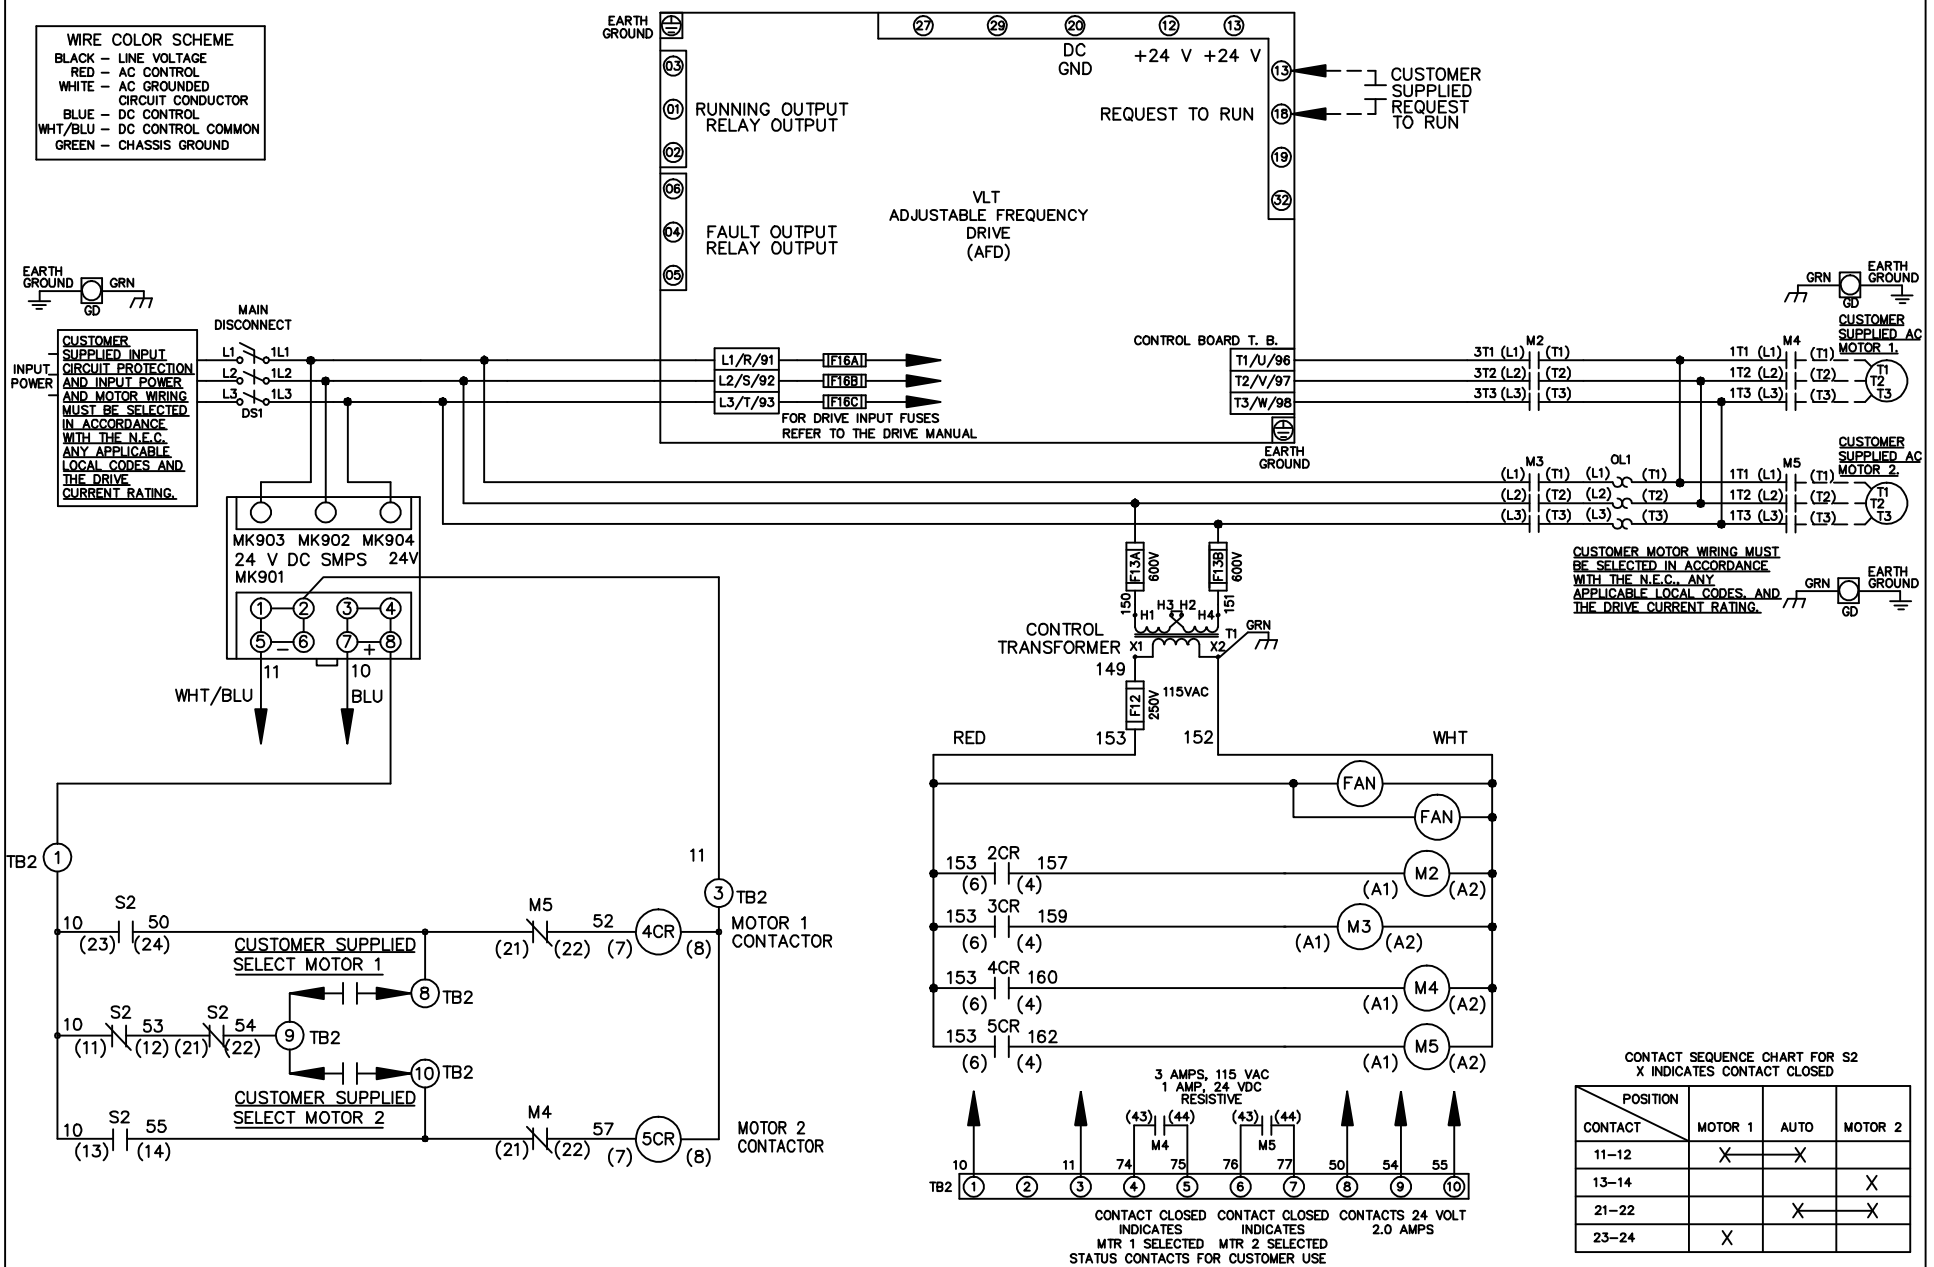 WIRE COLOR SCHEME
BLACK – LINE VOLTAGE
RED – AC CONTROL
WHITE – AC GROUNDED
CIRCUIT CONDUCTOR
BLUE – DC CONTROL
WHT/BLU – DC CONTROL COMMON
GREEN – CHASSIS GROUND
EARTH
GROUND
27 29 20 12 13
DC
GND
+24 V +24 V
03
01
02
RUNNING OUTPUT
RELAY OUTPUT
06
04
05
FAULT OUTPUT
RELAY OUTPUT
REQUEST TO RUN
13
18
19
32
CUSTOMER
SUPPLIED
REQUEST
TO RUN
VLT
ADJUSTABLE FREQUENCY
DRIVE
(AFD)
EARTH
GROUND
GRN
GD
INPUT
POWER
CUSTOMER
SUPPLIED INPUT
CIRCUIT PROTECTION
AND INPUT POWER
AND MOTOR WIRING
MUST BE SELECTED
IN ACCORDANCE
WITH THE N.E.C.
ANY APPLICABLE
LOCAL CODES AND
THE DRIVE
CURRENT RATING.
MAIN
DISCONNECT
L1 1L1
L2 1L2
L3 1L3
DS1
L1/R/91 F16A
L2/S/92 F16B
L3/T/93 F16C
FOR DRIVE INPUT FUSES
REFER TO THE DRIVE MANUAL
CONTROL BOARD T. B.
T1/U/96
T2/V/97
T3/W/98
EARTH
GROUND
M2
3T1 (L1) (T1)
3T2 (L2) (T2)
3T3 (L3) (T3)
M4
1T1 (L1) (T1)
1T2 (L2) (T2)
1T3 (L3) (T3)
GRN
EARTH
GROUND
GD
CUSTOMER
SUPPLIED AC
MOTOR 1.
T1
T2
T3
M3
(L1) (T1)
(L2) (T2)
(L3) (T3)
OL1
(L1) (T1)
(L2) (T2)
(L3) (T3)
M5
1T1 (L1) (T1)
1T2 (L2) (T2)
1T3 (L3) (T3)
CUSTOMER
SUPPLIED AC
MOTOR 2.
T1
T2
T3
CUSTOMER MOTOR WIRING MUST
BE SELECTED IN ACCORDANCE
WITH THE N.E.C., ANY
APPLICABLE LOCAL CODES, AND
THE DRIVE CURRENT RATING.
GRN
EARTH
GROUND
GD
MK903 MK902 MK904
24 V DC SMPS 24V
MK901
1 2 3 4
5 – 6 7 + 8
11 10
WHT/BLU BLU
F13A 600V
F13B 600V
150 151
H1 H3 H2 H4
CONTROL
TRANSFORMER
X1 X2 T1
GRN
149
F12 250V
115VAC
153 152
RED WHT
FAN
FAN
153 2CR 157
(6) (4)
(A1) M2 (A2)
153 3CR 159
(6) (4)
(A1) M3 (A2)
153 4CR 160
(6) (4)
(A1) M4 (A2)
153 5CR 162
(6) (4)
(A1) M5 (A2)
TB2 1
11
3 TB2
S2
10 50
(23) (24)
CUSTOMER SUPPLIED
SELECT MOTOR 1
8 TB2
M5
(21) (22)
52
(7) 4CR (8)
MOTOR 1
CONTACTOR
S2 S2
10 53 54
(11) (12) (21) (22)
9 TB2
10 TB2
CUSTOMER SUPPLIED
SELECT MOTOR 2
S2
10 55
(13) (14)
M4
(21) (22)
57
(7) 5CR (8)
MOTOR 2
CONTACTOR
3 AMPS, 115 VAC
1 AMP, 24 VDC
RESISTIVE
(43) (44) (43) (44)
M4 M5
10 11 74 75 76 77 50 54 55
TB2 1 2 3 4 5 6 7 8 9 10
CONTACT CLOSED
INDICATES
MTR 1 SELECTED
CONTACT CLOSED
INDICATES
MTR 2 SELECTED
STATUS CONTACTS FOR CUSTOMER USE
CONTACTS 24 VOLT
2.0 AMPS
CONTACT SEQUENCE CHART FOR S2
X INDICATES CONTACT CLOSED
POSITION
CONTACT MOTOR 1 AUTO MOTOR 2
11–12 X X
13–14 X
21–22 X X
23–24 X